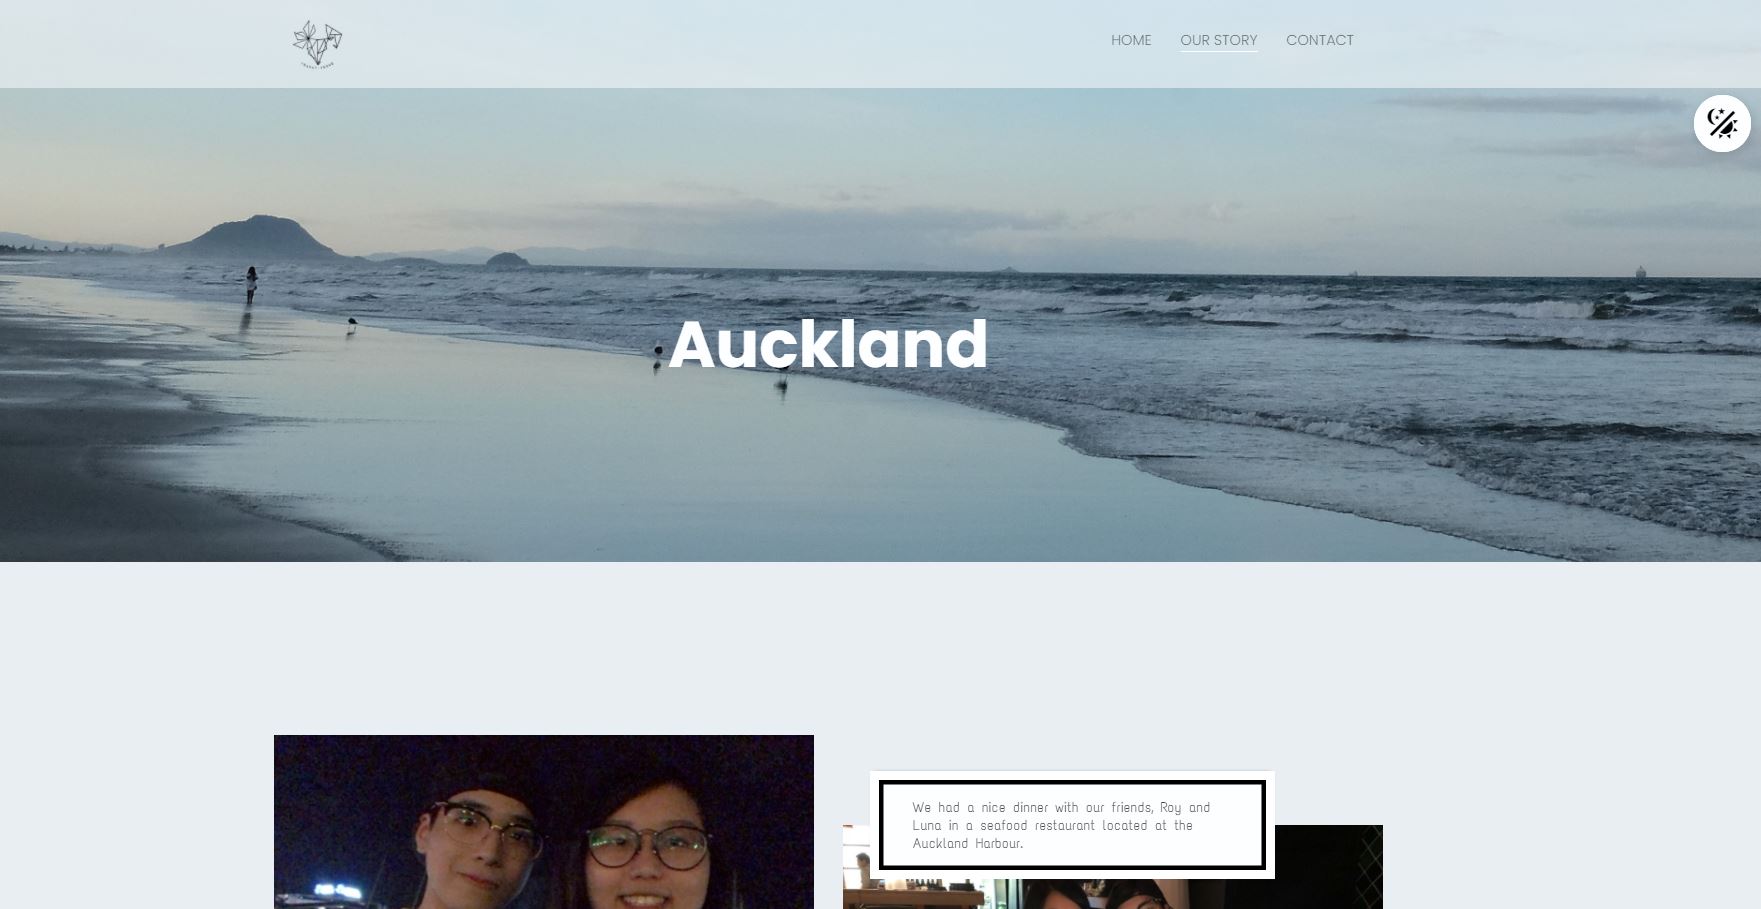 HOME OUR STORY CONTACT
Auckland
We had a nice dinner with our friends, Roy and
Luna in a seafood restaurant located at the
Auckland Harbour.